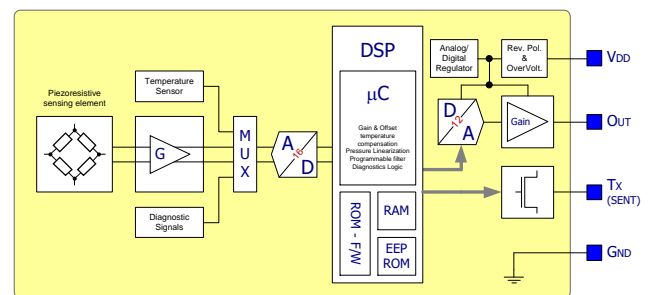 Piezoresistive
sensing element
Temperature
Sensor
G
Diagnostic
Signals
MUX
A
16
D
DSP
µC
Gain & Offset
temperature
compensation
Pressure Linearization
Programmable filter
Diagnostics Logic
ROM - F/W
RAM
EEP
ROM
Analog/
Digital
Regulator
Rev. Pol.
&
OverVolt.
D
12
A
Gain
VDD
OUT
TX
(SENT)
GND